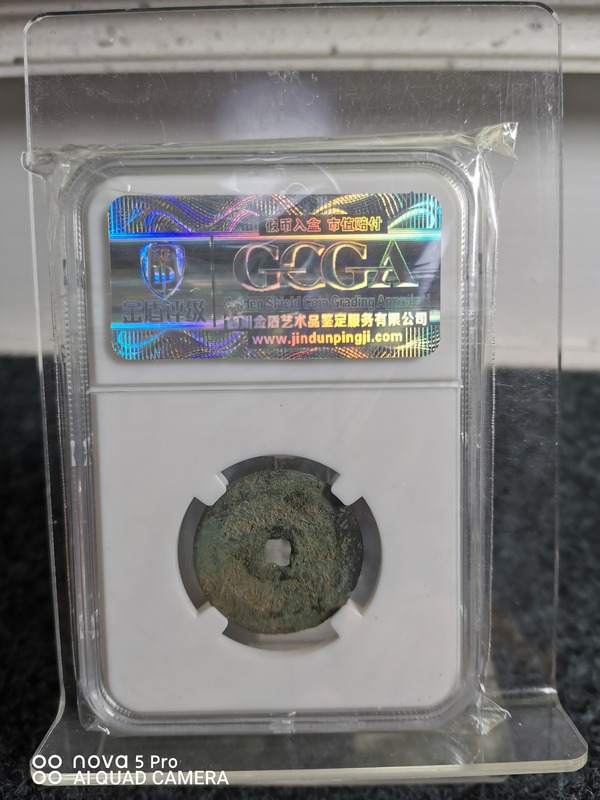 假币入盒 市值赔付
GCGA
金盾评级
Golden Shield Coin Grading Appraisal
金盾艺术品鉴定服务有限公司
www.jindunpingji.com
nova 5 Pro
AI QUAD CAMERA